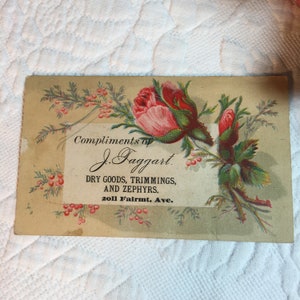 Compliments of
J. Taggart.
DRY GOODS, TRIMMINGS,
AND ZEPHYRS.
2011 Fairmt, Ave.